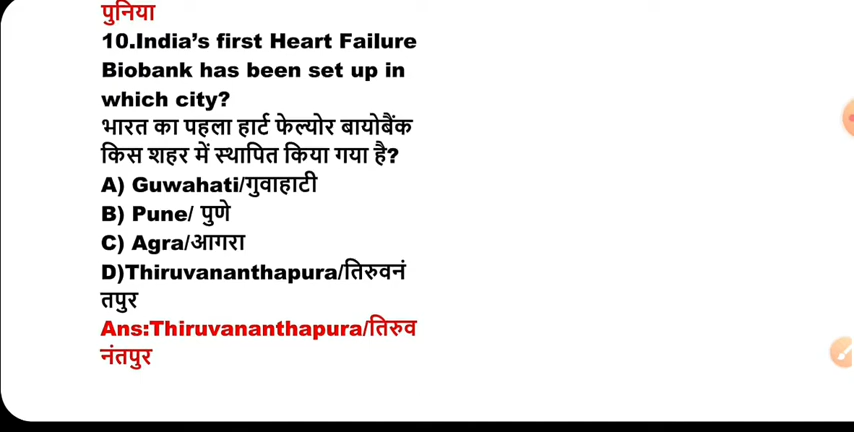 पुनिया
10.India’s first Heart Failure
Biobank has been set up in
which city?
भारत का पहला हार्ट फेल्योर बायोबैंक
किस शहर में स्थापित किया गया है?
A) Guwahati/गुवाहाटी
B) Pune/ पुणे
C) Agra/आगरा
D)Thiruvananthapura/तिरुवनं
तपुर
Ans:Thiruvananthapura/तिरुव
नंतपुर